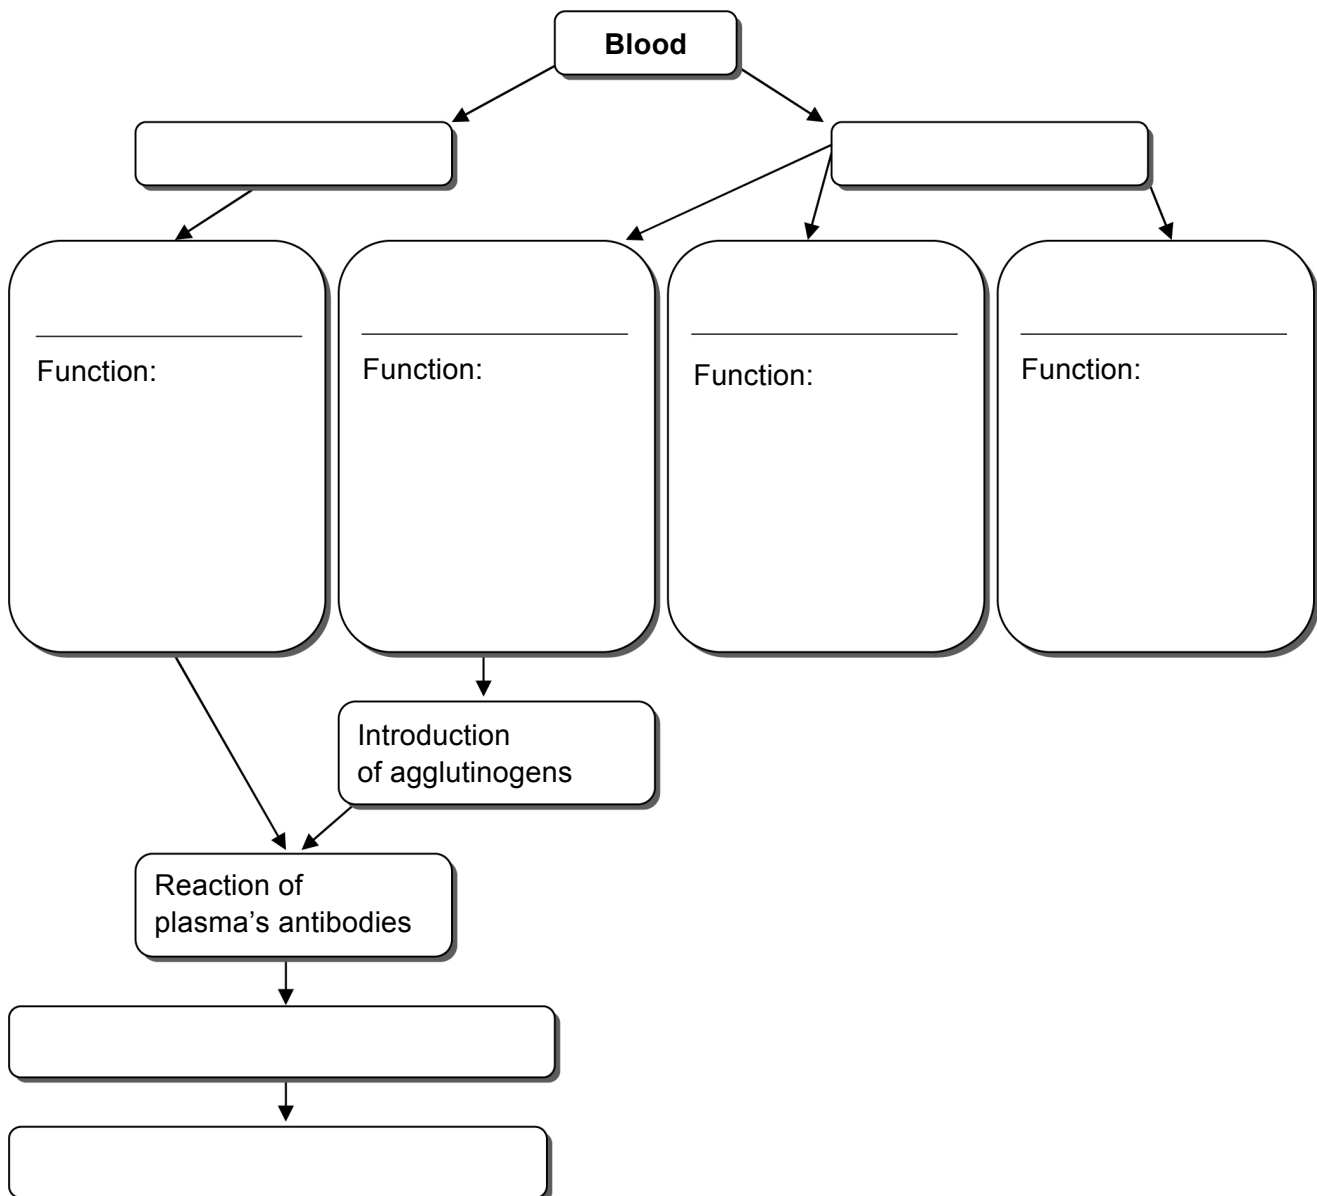 Blood
Function:
Function:
Function:
Function:
Introduction
of agglutinogens
Reaction of
plasma’s antibodies